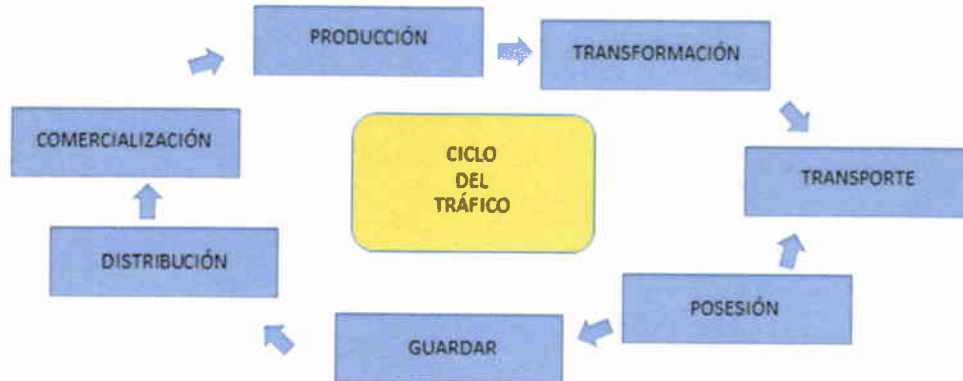 PRODUCCIÓN
TRANSFORMACIÓN
COMERCIALIZACIÓN
CICLO
DEL
TRÁFICO
TRANSPORTE
DISTRIBUCIÓN
POSESIÓN
GUARDAR